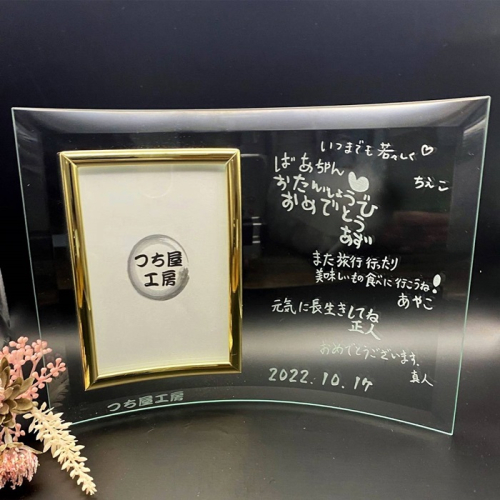 いつまでも若々しく♡
ちえこ
ばあちゃん
おたんじょうび
おめでとう
あずい
また旅行行ったり
美味しいもの食べに行こうね!
あやこ
元気に長生きしてね
正人
おめでとうございます。
真人
2022.10.17
つち屋
工房
つち屋工房